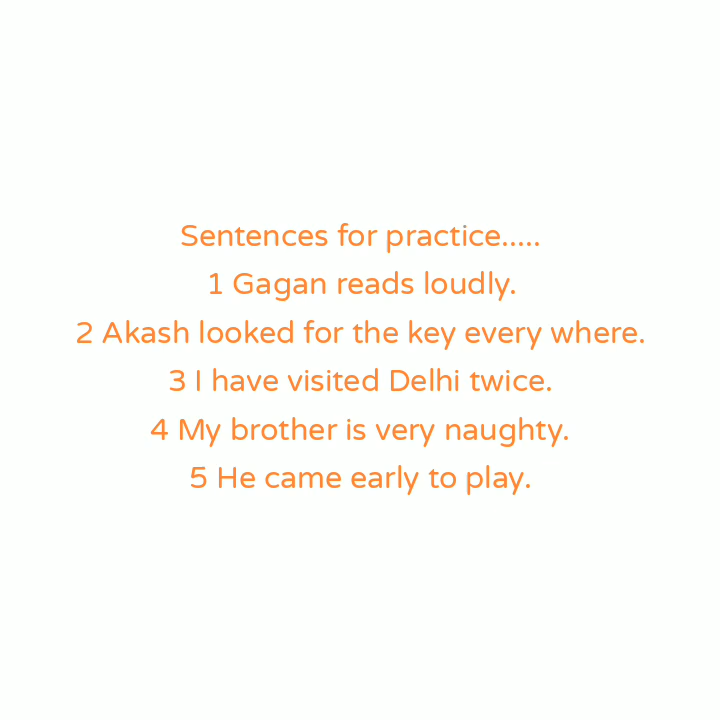 Sentences for practice.....
1 Gagan reads loudly.
2 Akash looked for the key every where.
3 I have visited Delhi twice.
4 My brother is very naughty.
5 He came early to play.